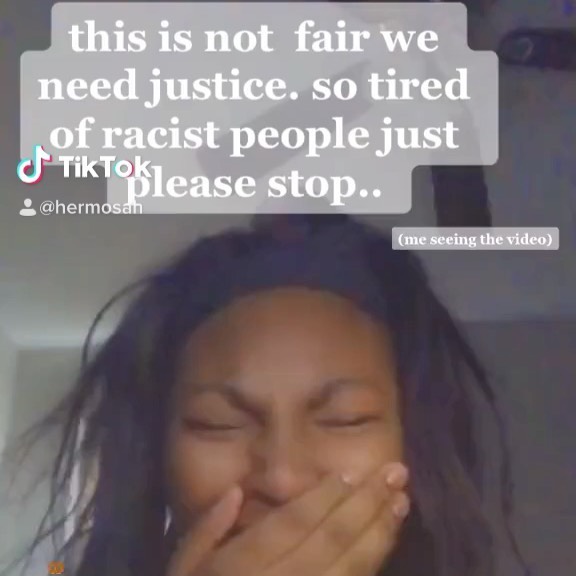 this is not fair we
need justice. so tired
of racist people just
please stop..
TikTok
@hermosah
(me seeing the video)